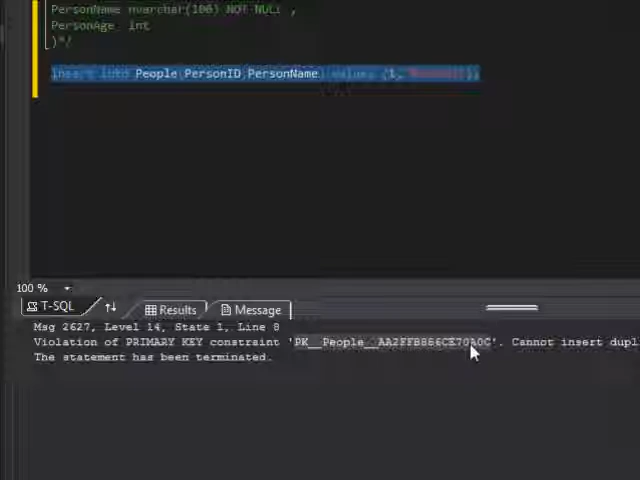 PersonName nvarchar(100) NOT NULL ,
PersonAge int
)*/
insert into People(PersonID,PersonName) values (1,
100 %
T-SQL
Results
Message
Msg 2627, Level 14, State 1, Line 8
Violation of PRIMARY KEY constraint 'PK__People__AA2FFB866CE70A0C'. Cannot insert dupl
The statement has been terminated.